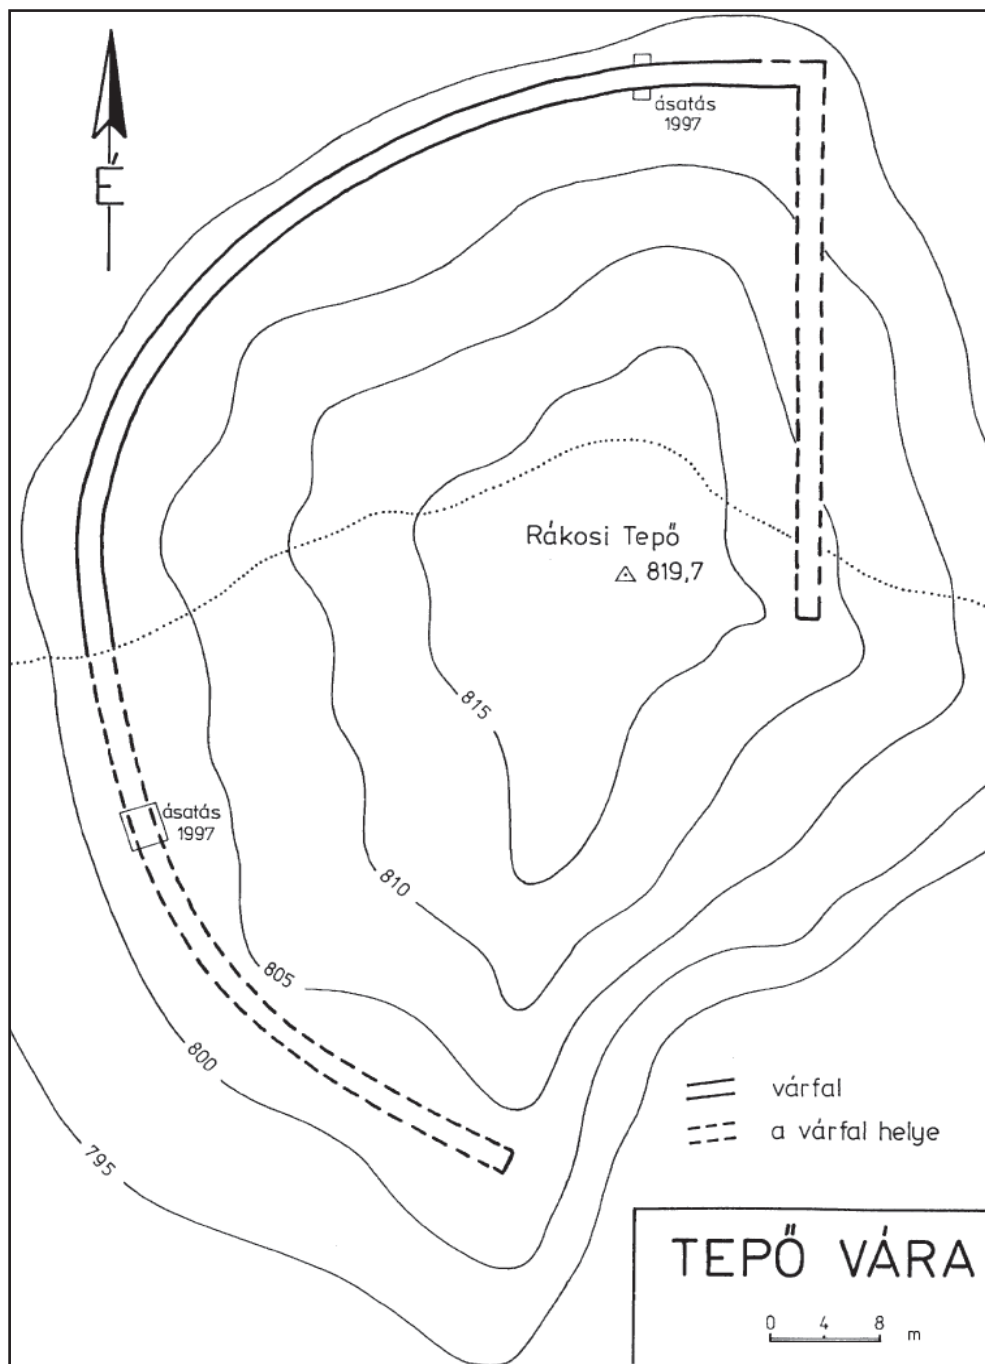 É
ásatás
1997
Rákosi Tepő
819,7
815
ásatás
1997
810
805
800
795
várfal
a várfal helye
TEPŐ VÁRA
0 4 8 m